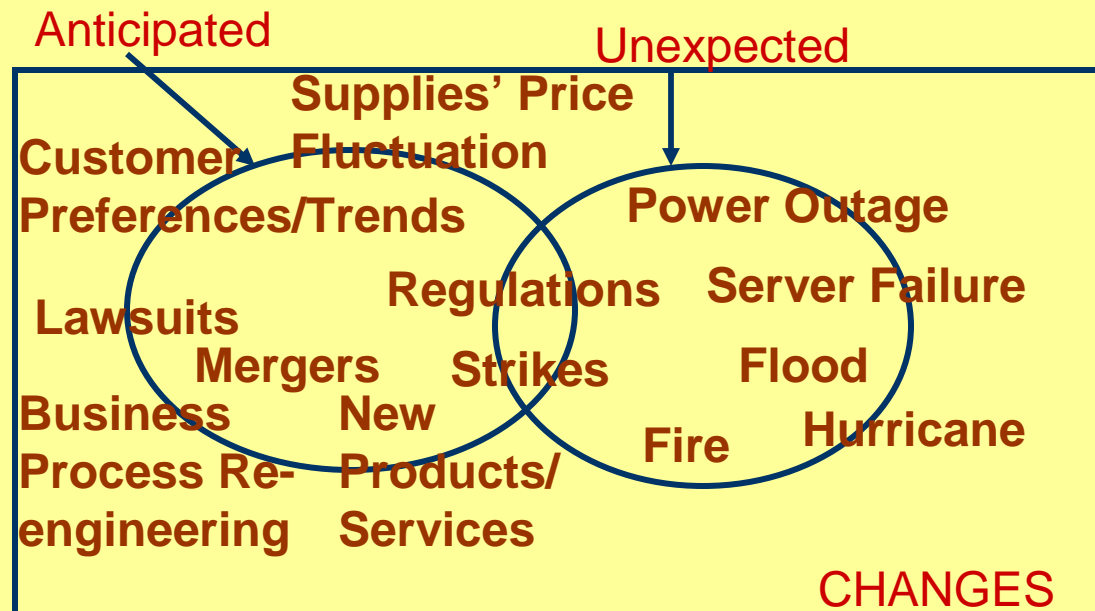 Anticipated
Unexpected
Supplies’ Price
Fluctuation
Customer
Preferences/Trends
Power Outage
Regulations
Server Failure
Lawsuits
Mergers
Strikes
Flood
Business
Process Re-
engineering
New
Products/
Services
Fire
Hurricane
CHANGES